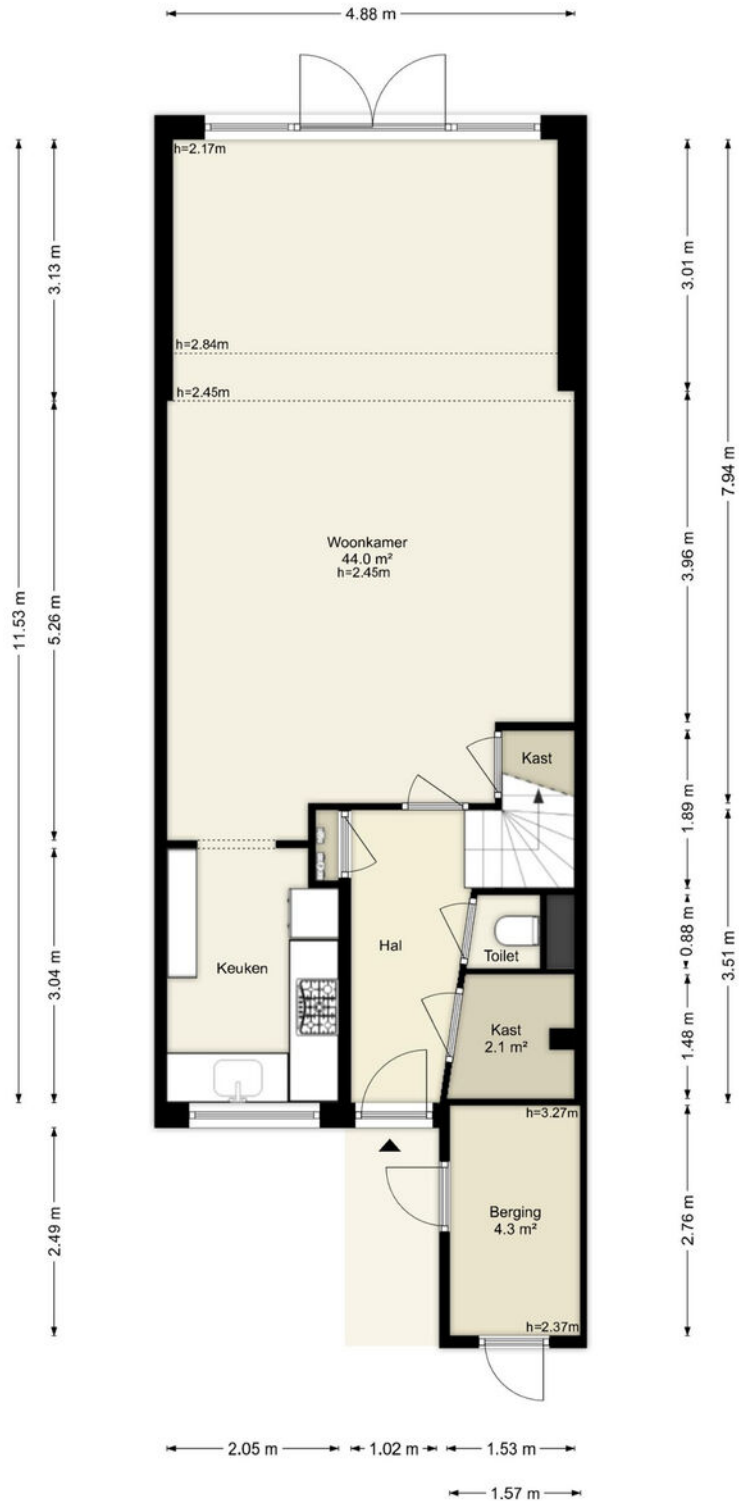 4.88 m
h=2.17m
3.13 m
3.01 m
h=2.84m
h=2.45m
7.94 m
Woonkamer
44.0 m²
h=2.45m
3.96 m
11.53 m
5.26 m
Kast
1.89 m
0.88 m
Hal
Toilet
Keuken
3.04 m
3.51 m
Kast
2.1 m²
1.48 m
h=3.27m
Berging
4.3 m²
2.49 m
2.76 m
h=2.37m
2.05 m
1.02 m
1.53 m
1.57 m